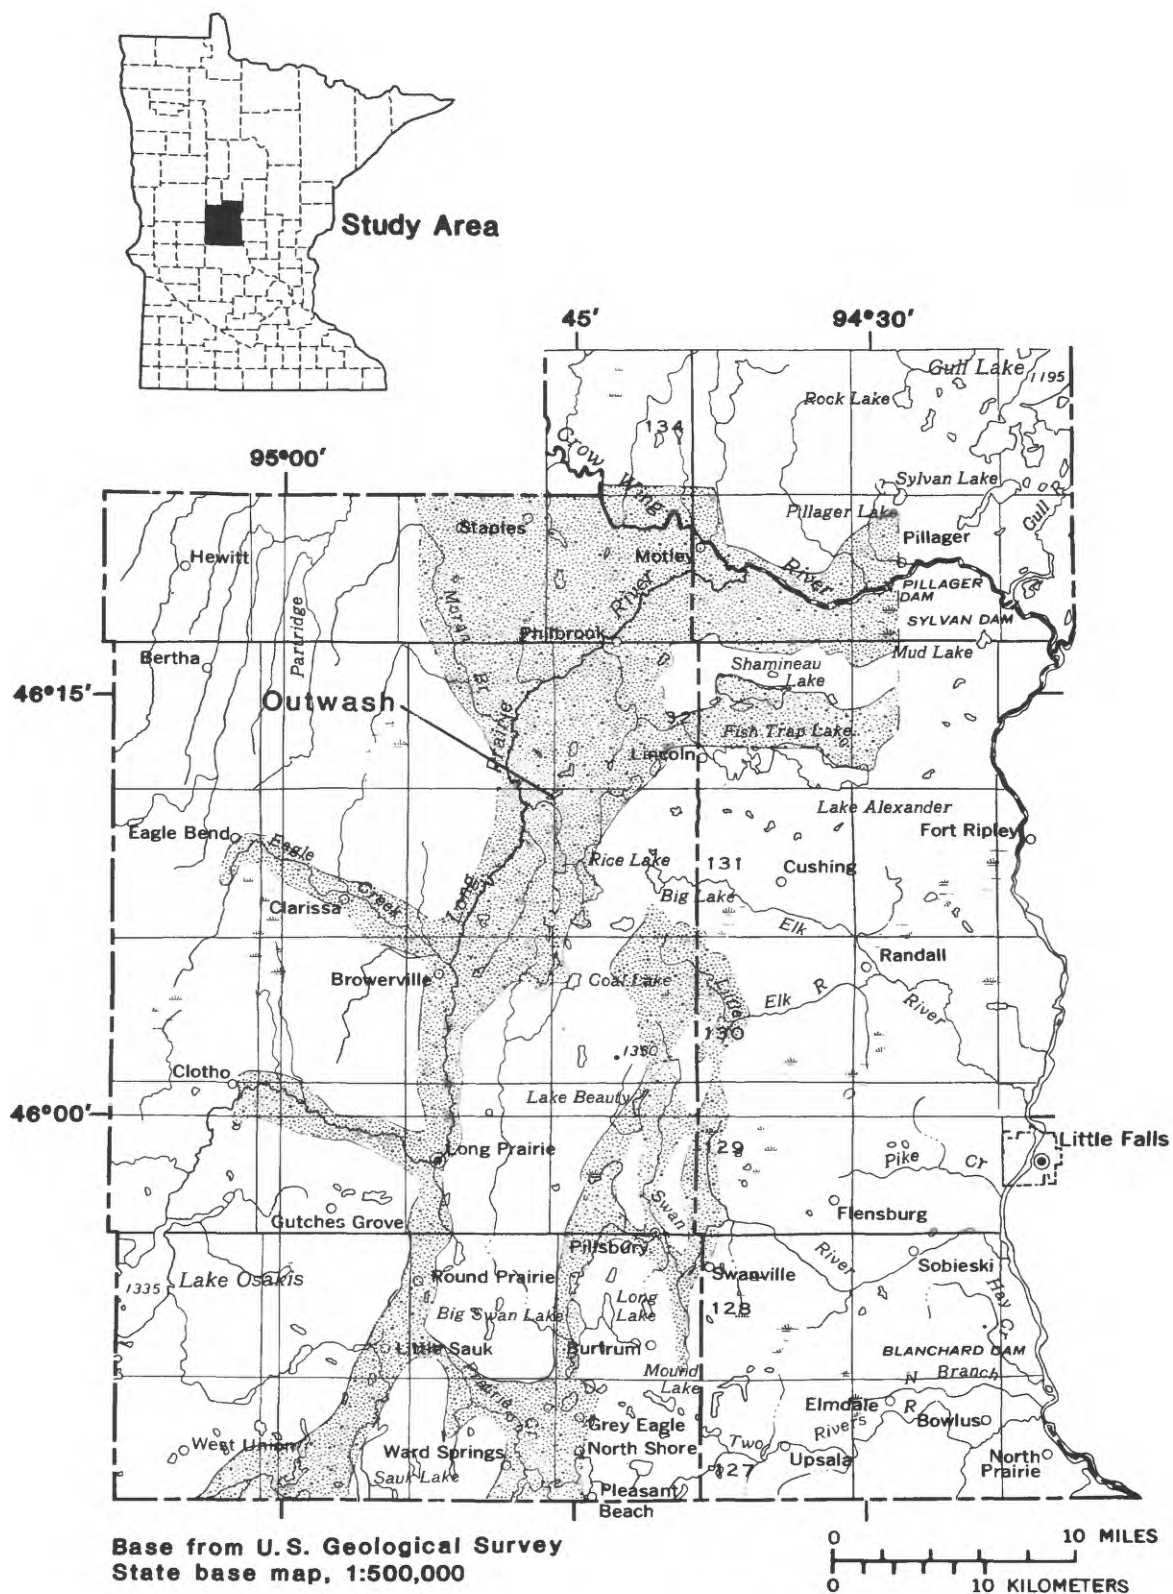 Study Area
45'
94°30'
Gull Lake
1195
Rock Lake
134
Crow
95°00'
Wing
Sylvan Lake
Gull R
Pillager Lake
Staples
Pillager
Hewitt
Motley
River
River
PILLAGER
DAM
Moran Br
SYLVAN DAM
Partridge
Philbrook
Mud Lake
Bertha
Shamineau
Lake
46°15'
Outwash
32
Fish Trap Lake
Prairie
Lincoln
Lake Alexander
Eagle Bend
Eagle
Fort Ripley
Rice Lake
131
Cushing
Creek
Big Lake
Clarissa
Long
Elk
Randall
Browerville
Coal Lake
Little
Elk R
River
130
1350
Clotho
Lake Beauty
46°00'
Little Falls
129
Long Prairie
Pike Cr
Swan
Gutches Grove
Flensburg
Pillsbury
River
Sobieski
Lake Osakis
Round Prairie
Swanville
1335
Long
Lake
Hay Cr
Big Swan Lake
128
Little Sauk
Burtrum
BLANCHARD DAM
Mound
Lake
N Branch
Prairie Cr
Elmdale
R
Grey Eagle
Rivers
Bowlus
West Union
Ward Springs
North Shore
Two
Upsala
North
Prairie
Sauk Lake
127
Pleasant
Beach
Base from U.S. Geological Survey
State base map, 1:500,000
0 10 MILES
0 10 KILOMETERS